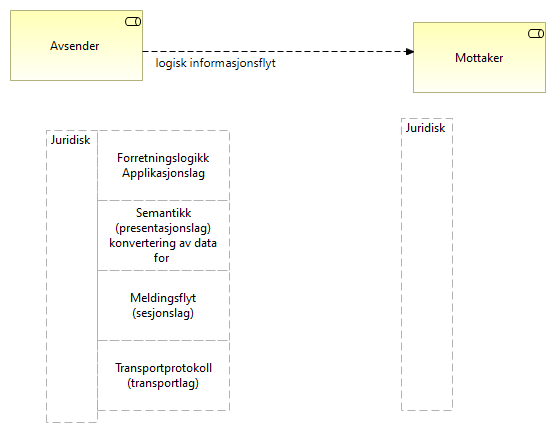 Avsender
Mottaker
logisk informasjonsflyt
Juridisk
Forretningslogikk
Applikasjonslag
Semantikk
(presentasjonslag)
konvertering av data
for
Meldingsflyt
(sesjonslag)
Transportprotokoll
(transportlag)
Juridisk